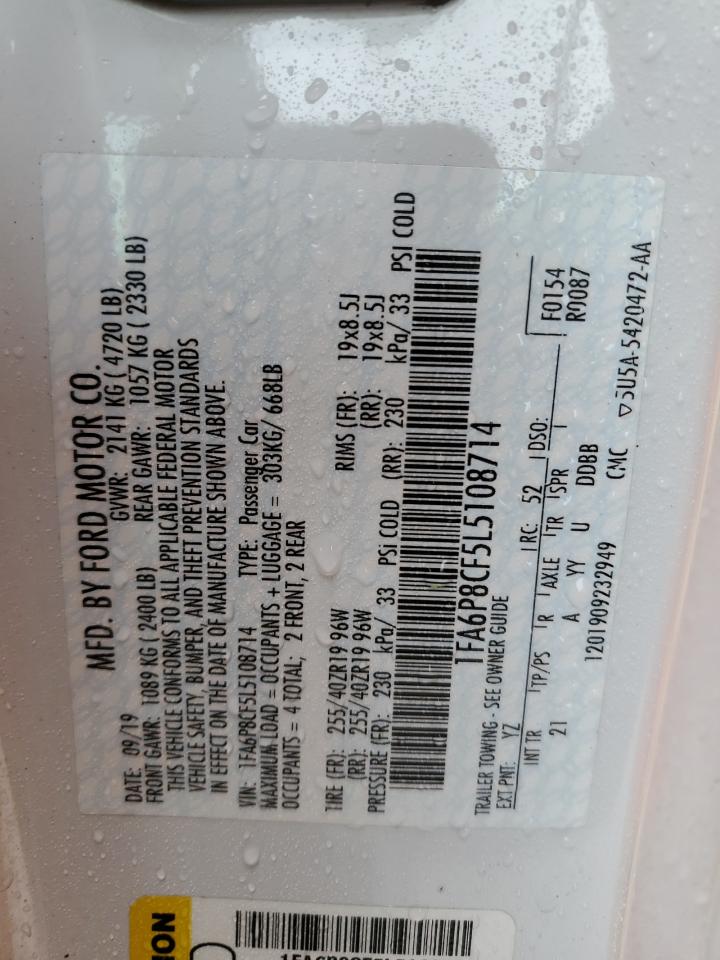 MFD. BY FORD MOTOR CO.
DATE: 09/19 GVWR: 2141 KG ( 4720 LB)
FRONT GAWR: 1089 KG ( 2400 LB) REAR GAWR: 1057 KG ( 2330 LB)
THIS VEHICLE CONFORMS TO ALL APPLICABLE FEDERAL MOTOR
VEHICLE SAFETY, BUMPER, AND THEFT PREVENTION STANDARDS
IN EFFECT ON THE DATE OF MANUFACTURE SHOWN ABOVE.
VIN: 1FA6P8CF5L5108714 TYPE: Passenger Car
MAXIMUM LOAD = OCCUPANTS + LUGGAGE = 303KG/ 668LB
OCCUPANTS = 4 TOTAL; 2 FRONT, 2 REAR
TIRE (FR): 255/40ZR19 96W RIMS (FR): 19x8.5J
(RR): 255/40ZR19 96W (RR): 19x8.5J
PRESSURE (FR): 230 kPa/ 33 PSI COLD (RR): 230 kPa/ 33 PSI COLD
1FA6P8CF5L5108714
TRAILER TOWING - SEE OWNER GUIDE
EXT PNT: YZ RC: 52 DSO: F0154
INT TR TP/PS R AXLE TR SPR R0087
21 A YY U DDBB
1201909232949 CMC
5U5A-5420472-AA